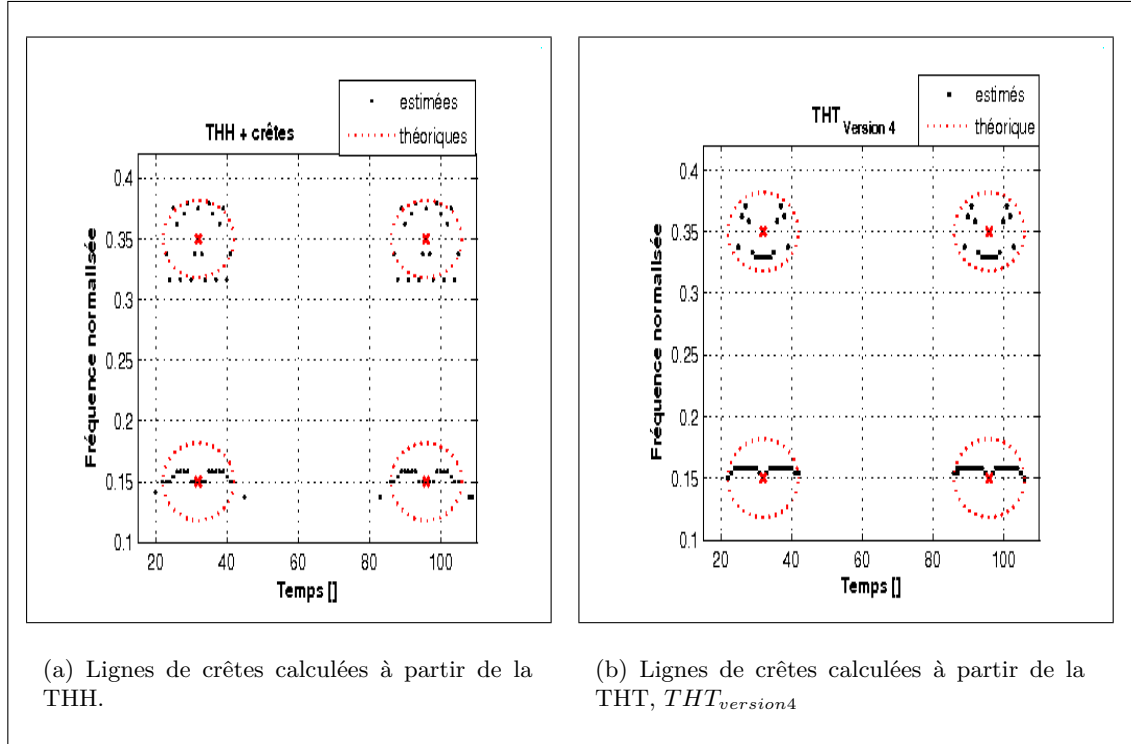 estimées
théoriques
THH + crêtes
0.4
0.35
0.3
0.25
0.2
0.15
0.1
Fréquence normalisée
20
40
60
80
100
Temps []
estimés
théorique
THT Version 4
0.4
0.35
0.3
0.25
0.2
0.15
0.1
Fréquence normalisée
20
40
60
80
100
Temps []
(a) Lignes de crêtes calculées à partir de la
THH.
(b) Lignes de crêtes calculées à partir de la
THT, THTversion4